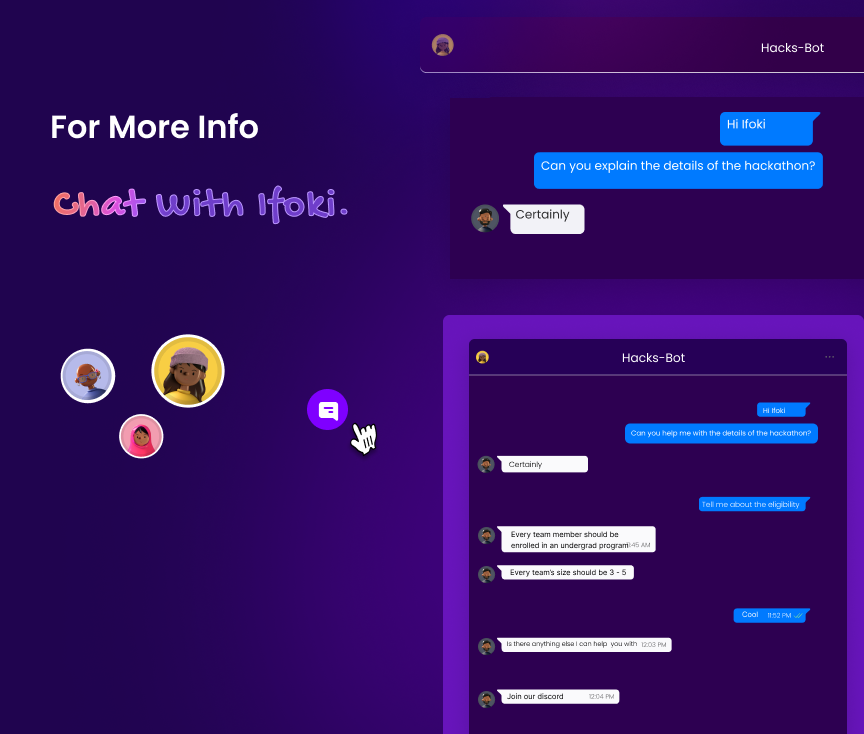 For More Info
Chat with Ifoki.
Hacks-Bot
Hi Ifoki
Can you explain the details of the hackathon?
Certainly
Hacks-Bot
...
Hi Ifoki
Can you help me with the details of the hackathon?
Certainly
Tell me about the eligibility
Every team member should be
enrolled in an undergrad program
:45 AM
Every team's size should be 3 - 5
Cool 11:52 PM
Is there anything else I can help you with 12.03 PM
Join our discord 12:04 PM